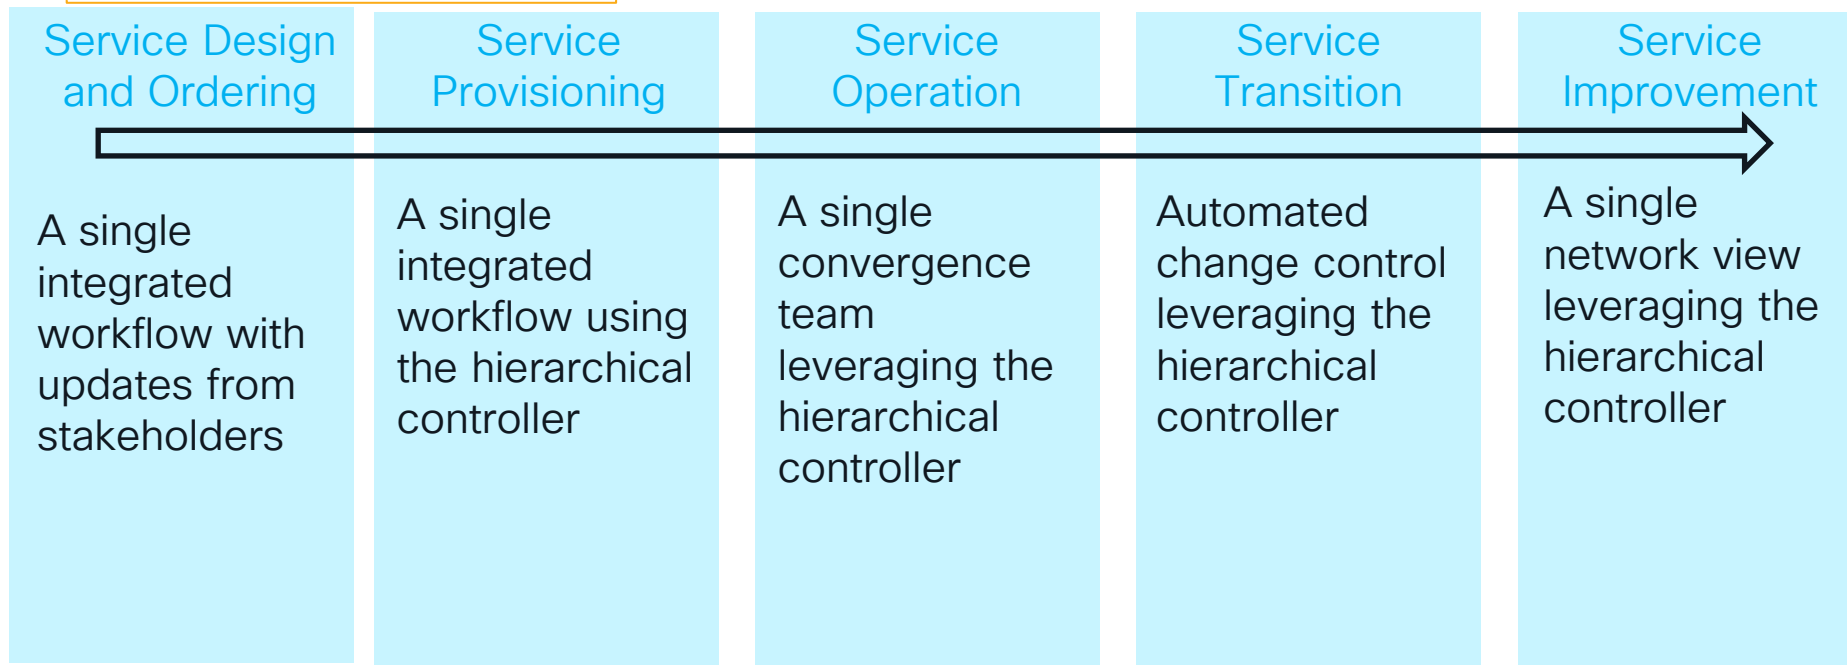 Service Design
and Ordering
A single
integrated
workflow with
updates from
stakeholders
Service
Provisioning
A single
integrated
workflow using
the hierarchical
controller
Service
Operation
A single
convergence
team
leveraging the
hierarchical
controller
Service
Transition
Automated
change control
leveraging the
hierarchical
controller
Service
Improvement
A single
network view
leveraging the
hierarchical
controller